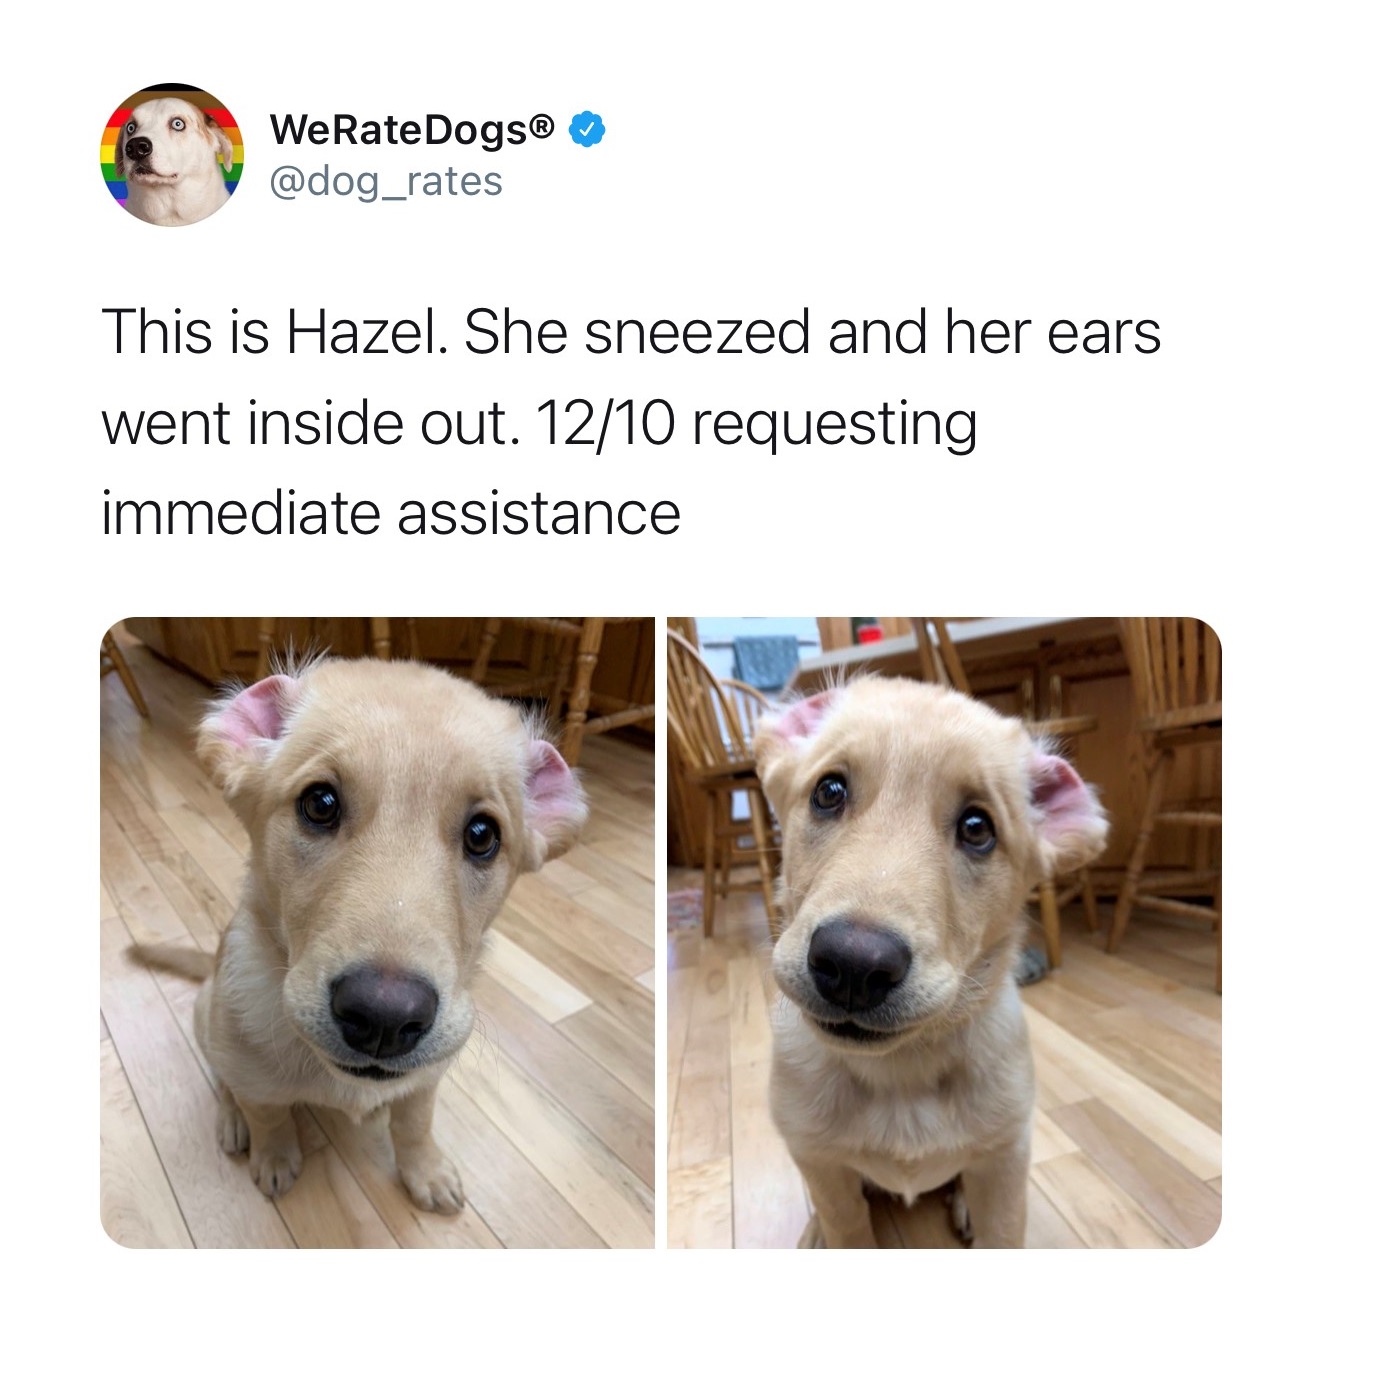 WeRateDogs®
@dog_rates
This is Hazel. She sneezed and her ears
went inside out. 12/10 requesting
immediate assistance